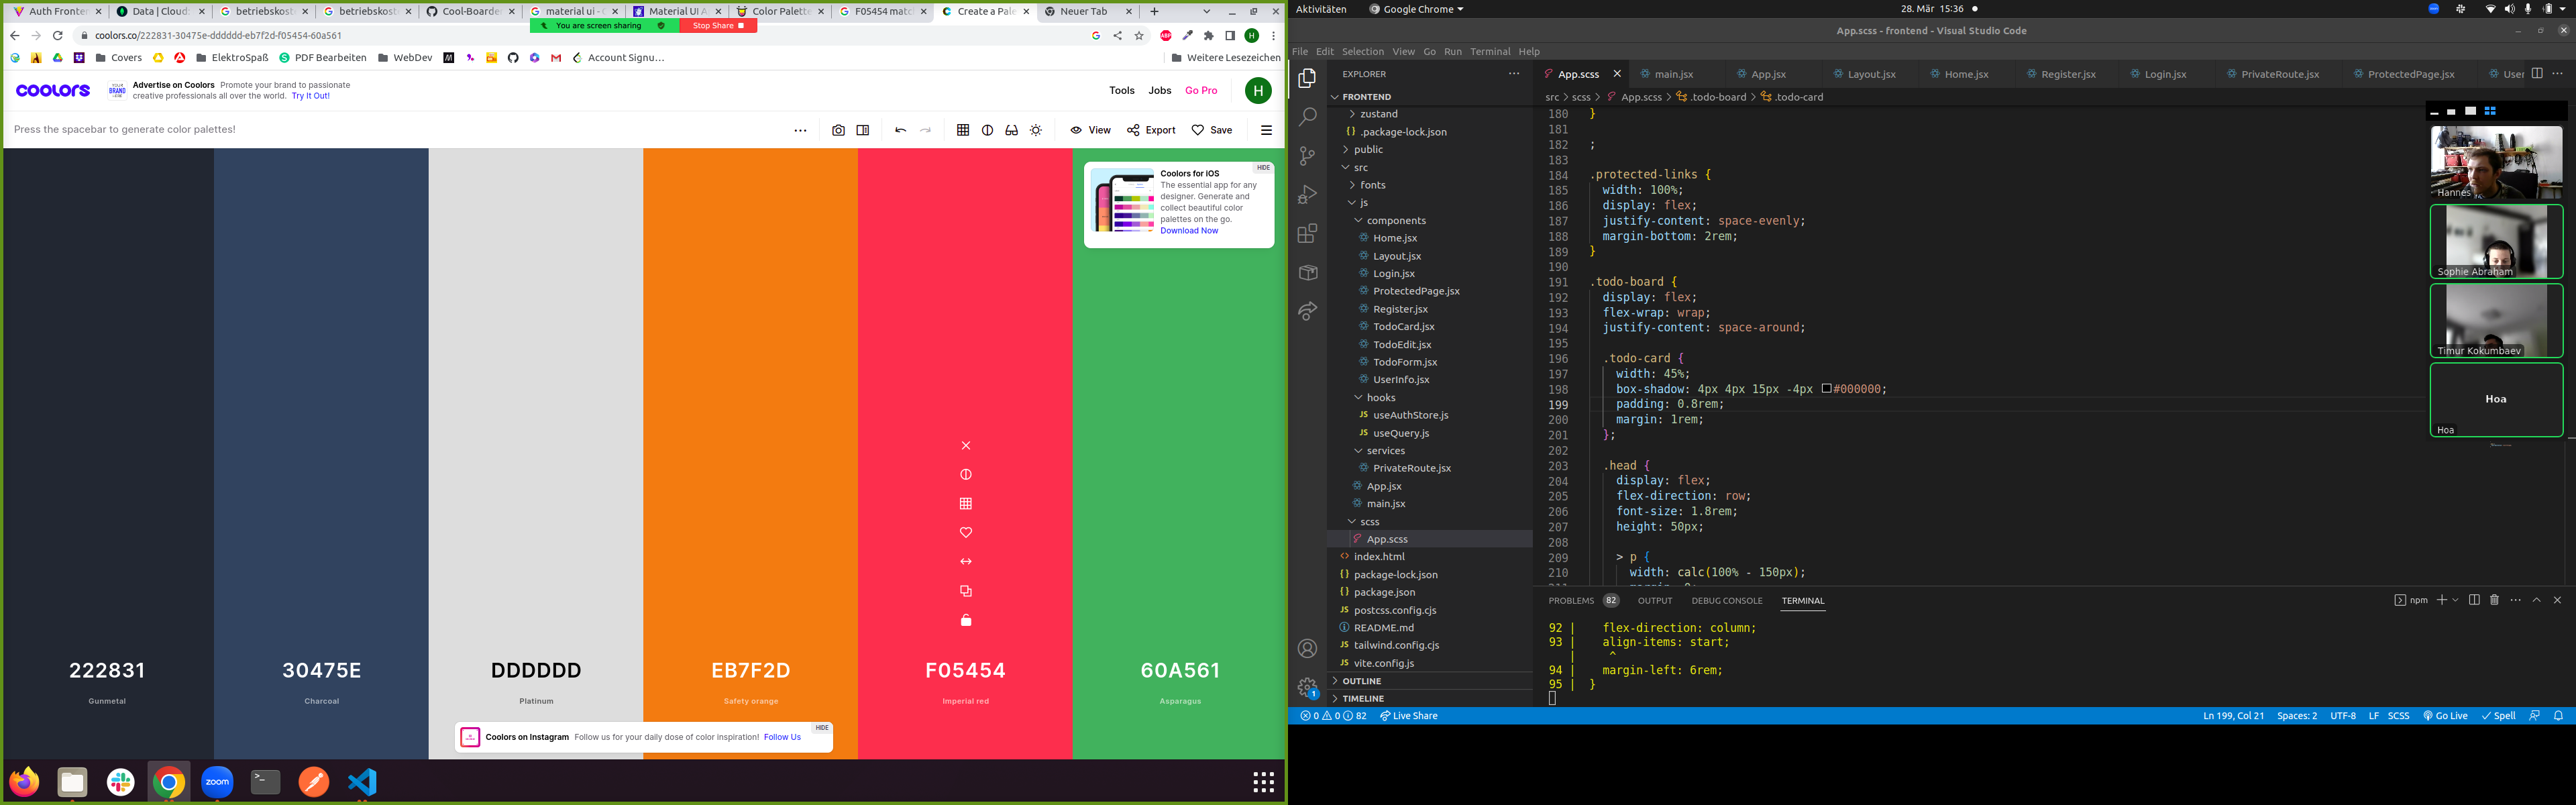 Auth Fronten
Data | Cloud:
betriebskoste
betriebskoste
Cool-Boarder
material ui - G
Material UI A
Color Palette
F05454 match
Create a Pale
Neuer Tab
You are screen sharing
Stop Share
coolors.co/222831-30475e-dddddd-eb7f2d-f05454-60a561
Covers
ElektroSpaß
PDF Bearbeiten
WebDev
Account Signu…
Weitere Lesezeichen
coolors
YOUR BRAND
Advertise on Coolors Promote your brand to passionate
creative professionals all over the world. Try It Out!
Tools
Jobs
Go Pro
H
Press the spacebar to generate color palettes!
View
Export
Save
HIDE
Coolors for iOS
The essential app for any
designer. Generate and
collect beautiful color
palettes on the go.
Download Now
222831
Gunmetal
30475E
Charcoal
DDDDDD
Platinum
EB7F2D
Safety orange
F05454
Imperial red
60A561
Asparagus
Coolors on Instagram Follow us for your daily dose of color inspiration! Follow Us
HIDE
zoom
Aktivitäten
Google Chrome
28. Mär 15:36
App.scss - frontend - Visual Studio Code
File Edit Selection View Go Run Terminal Help
EXPLORER
FRONTEND
zustand
.package-lock.json
public
src
fonts
js
components
Home.jsx
Layout.jsx
Login.jsx
ProtectedPage.jsx
Register.jsx
TodoCard.jsx
TodoEdit.jsx
TodoForm.jsx
UserInfo.jsx
hooks
useAuthStore.js
useQuery.js
services
PrivateRoute.jsx
App.jsx
main.jsx
scss
App.scss
index.html
package-lock.json
package.json
postcss.config.cjs
README.md
tailwind.config.cjs
vite.config.js
OUTLINE
TIMELINE
App.scss
main.jsx
App.jsx
Layout.jsx
Home.jsx
Register.jsx
Login.jsx
PrivateRoute.jsx
ProtectedPage.jsx
User
src > scss > App.scss > .todo-board > .todo-card
180 }
181
182 ;
183
184 .protected-links {
185 width: 100%;
186 display: flex;
187 justify-content: space-evenly;
188 margin-bottom: 2rem;
189 }
190
191 .todo-board {
192 display: flex;
193 flex-wrap: wrap;
194 justify-content: space-around;
195
196 .todo-card {
197 width: 45%;
198 box-shadow: 4px 4px 15px -4px #000000;
199 padding: 0.8rem;
200 margin: 1rem;
201 };
202
203 .head {
204 display: flex;
205 flex-direction: row;
206 font-size: 1.8rem;
207 height: 50px;
208
209 > p {
210 width: calc(100% - 150px);
Hannes
Sophie Abraham
Timur Kokumbaev
Hoa
Hoa
PROBLEMS 82 OUTPUT DEBUG CONSOLE TERMINAL
npm
92 | flex-direction: column;
93 | align-items: start;
| ^
94 | margin-left: 6rem;
95 | }
1
0 0 82 Live Share
Ln 199, Col 21 Spaces: 2 UTF-8 LF SCSS Go Live Spell